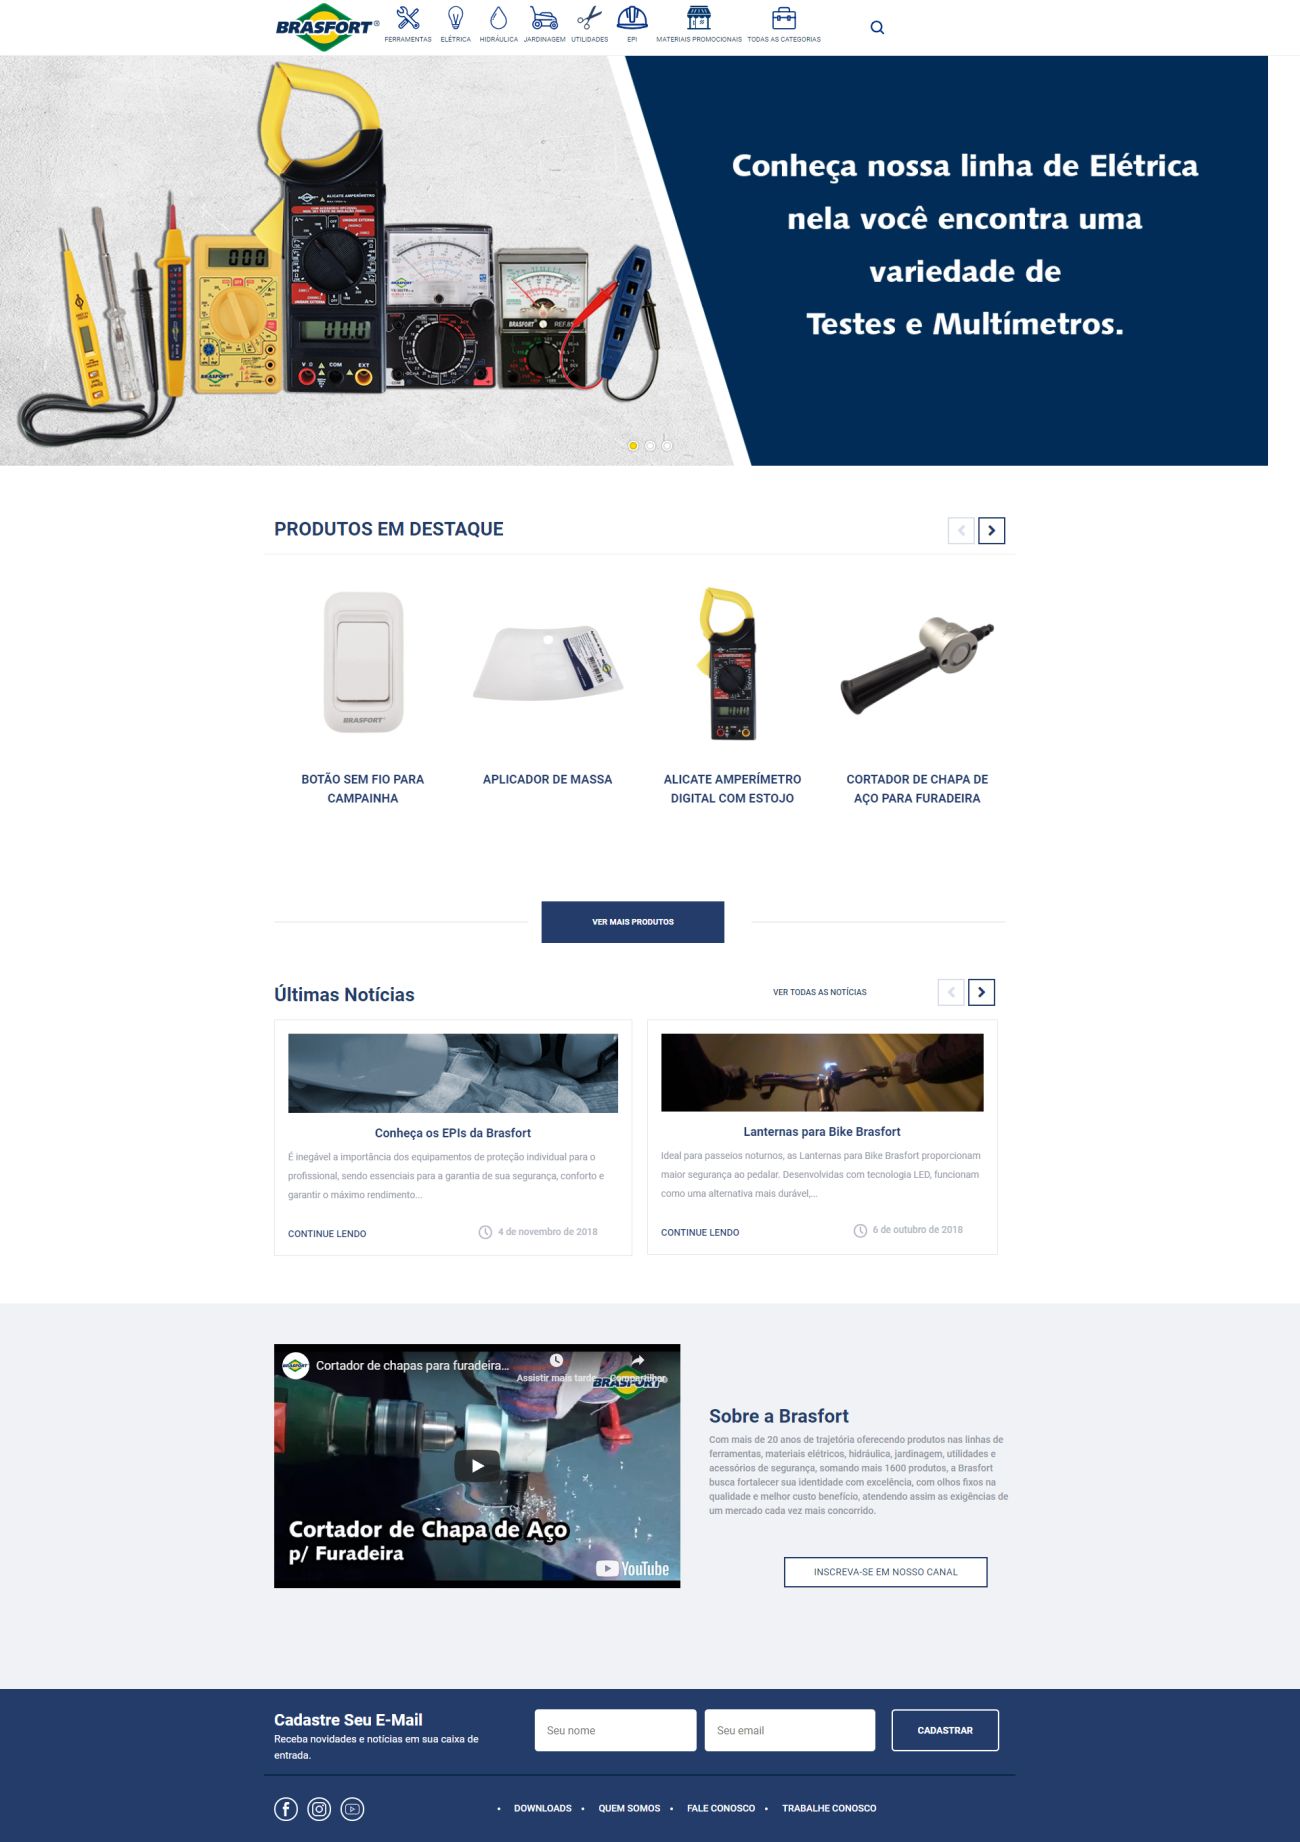 BRASFORT®
FERRAMENTAS
ELÉTRICA
HIDRÁULICA
JARDINAGEM
UTILIDADES
EPI
MATERIAIS PROMOCIONAIS
TODAS AS CATEGORIAS
Conheça nossa linha de Elétrica
nela você encontra uma
variedade de
Testes e Multímetros.
ALICATE AMPERÍMETRO
000
00.0
BRASFORT
BRASFORT
COM
EXT
PRODUTOS EM DESTAQUE
BRASFORT
BOTÃO SEM FIO PARA
CAMPAINHA
APLICADOR DE MASSA
ALICATE AMPERÍMETRO
DIGITAL COM ESTOJO
CORTADOR DE CHAPA DE
AÇO PARA FURADEIRA
VER MAIS PRODUTOS
Últimas Notícias
VER TODAS AS NOTÍCIAS
Conheça os EPIs da Brasfort
É inegável a importância dos equipamentos de proteção individual para o
profissional, sendo essenciais para a garantia de sua segurança, conforto e
garantir o máximo rendimento...
CONTINUE LENDO
4 de novembro de 2018
Lanternas para Bike Brasfort
Ideal para passeios noturnos, as Lanternas para Bike Brasfort proporcionam
maior segurança ao pedalar. Desenvolvidas com tecnologia LED, funcionam
como uma alternativa mais durável,...
CONTINUE LENDO
6 de outubro de 2018
Cortador de chapas para furadeira...
Assistir mais tarde
Compartilhar
BRASFORT
Cortador de Chapa de Aço
p/ Furadeira
YouTube
Sobre a Brasfort
Com mais de 20 anos de trajetória oferecendo produtos nas linhas de
ferramentas, materiais elétricos, hidráulica, jardinagem, utilidades e
acessórios de segurança, somando mais 1600 produtos, a Brasfort
busca fortalecer sua identidade com excelência, com olhos fixos na
qualidade e melhor custo benefício, atendendo assim as exigências de
um mercado cada vez mais concorrido.
INSCREVA-SE EM NOSSO CANAL
Cadastre Seu E-Mail
Receba novidades e notícias em sua caixa de
entrada.
Seu nome
Seu email
CADASTRAR
• DOWNLOADS • QUEM SOMOS • FALE CONOSCO • TRABALHE CONOSCO